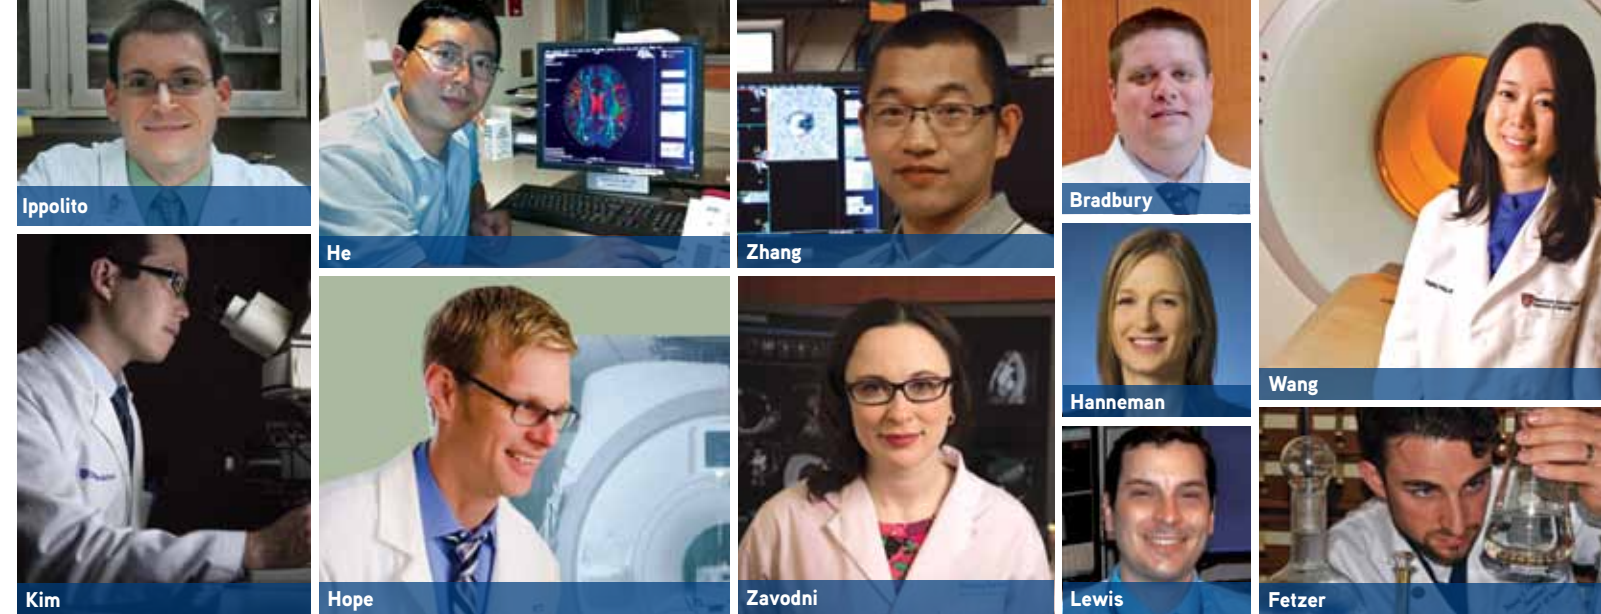 Ippolito
He
Zhang
Bradbury
Wang
Kim
Hope
Zavodni
Hanneman
Lewis
Fetzer